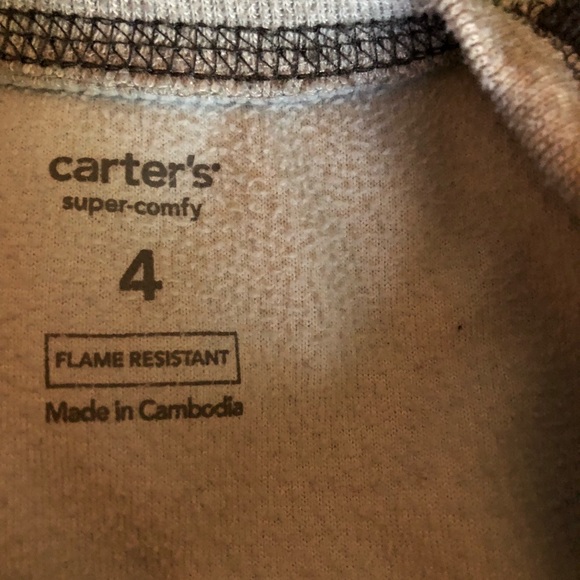 carter's
super-comfy
4
FLAME RESISTANT
Made in Cambodia